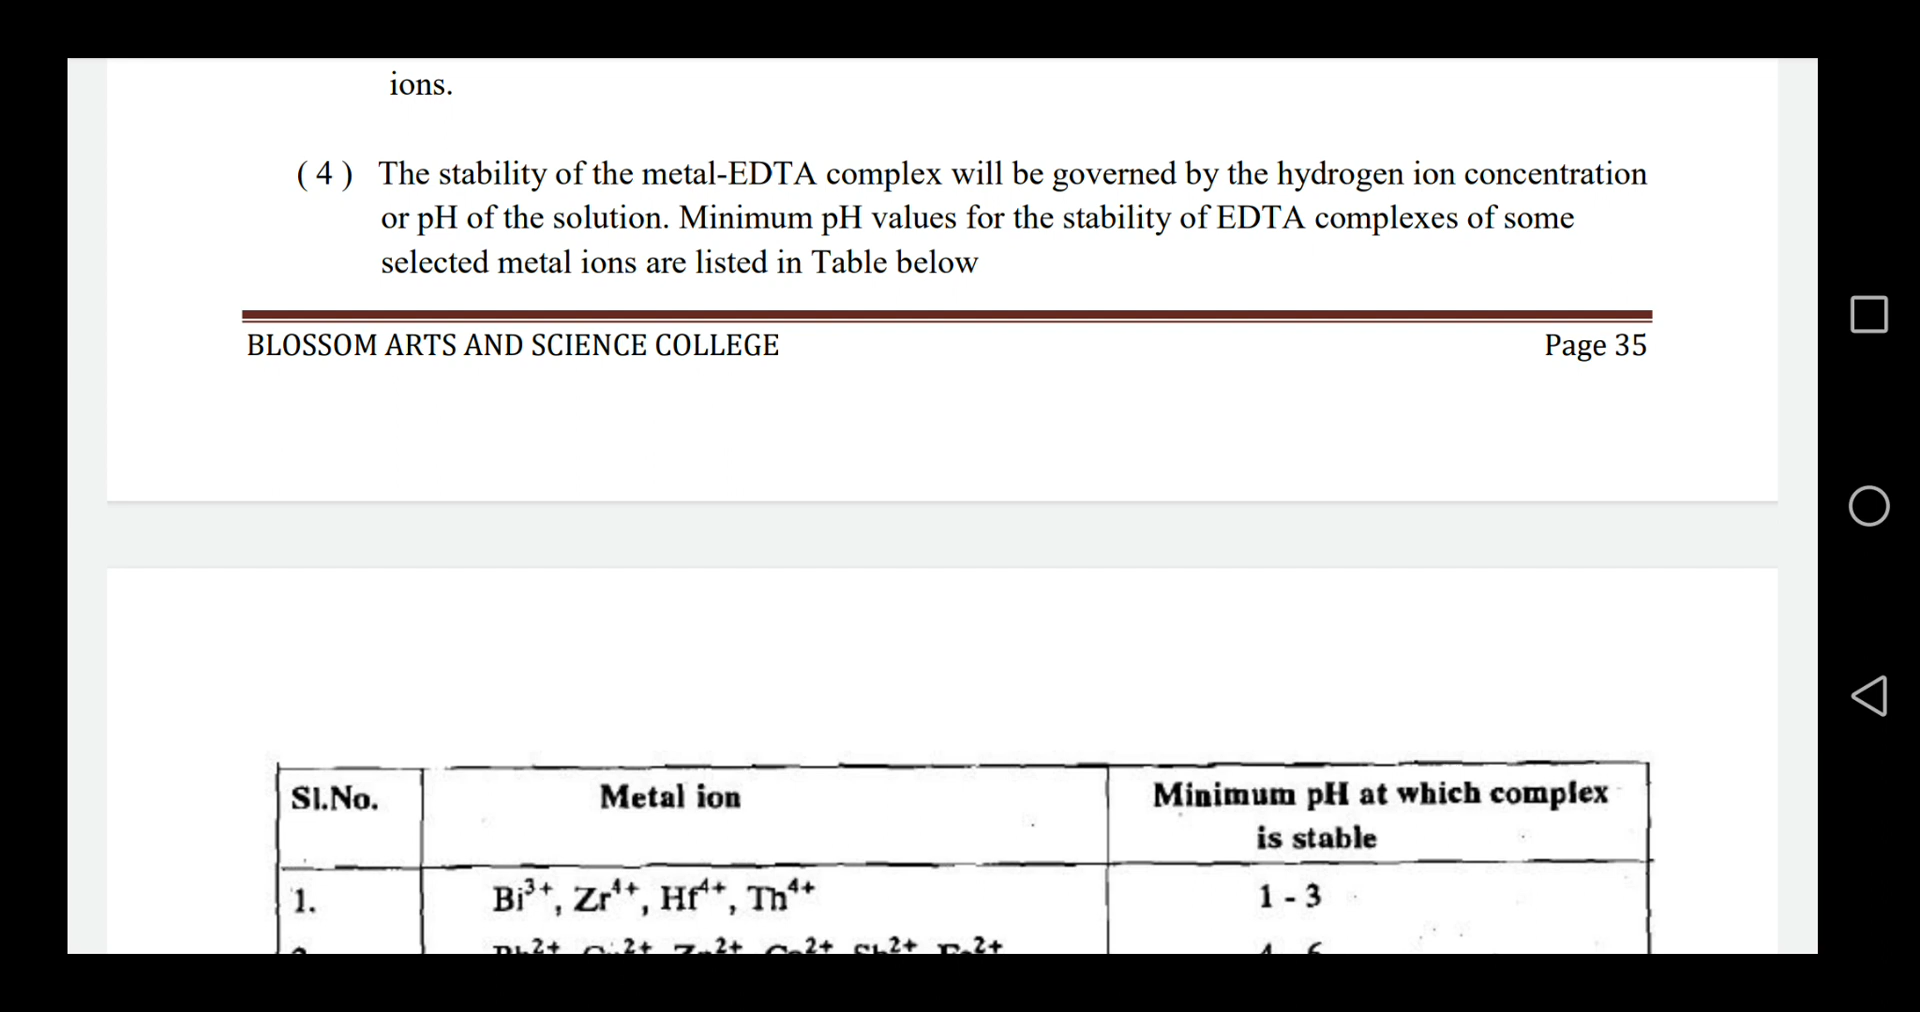 ions.
( 4 ) The stability of the metal-EDTA complex will be governed by the hydrogen ion concentration
or pH of the solution. Minimum pH values for the stability of EDTA complexes of some
selected metal ions are listed in Table below
BLOSSOM ARTS AND SCIENCE COLLEGE Page 35
Sl.No. Metal ion Minimum pH at which complex
is stable
1. Bi³⁺, Zr⁴⁺, Hf⁴⁺, Th⁴⁺ 1 - 3